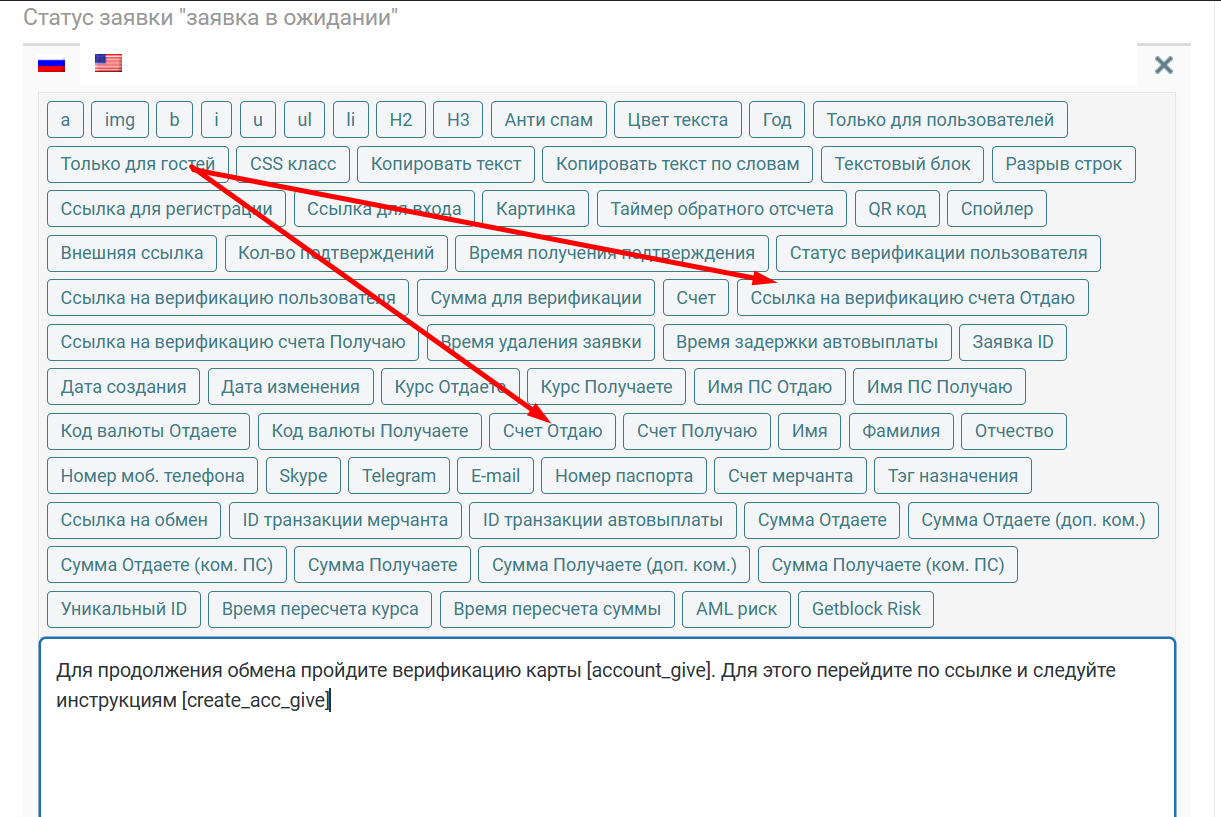 Статус заявки "заявка в ожидании"
a img b i u ul li H2 H3 Анти спам Цвет текста Год Только для пользователей
Только для гостей CSS класс Копировать текст Копировать текст по словам Текстовый блок Разрыв строк
Ссылка для регистрации Ссылка для входа Картинка Таймер обратного отсчета QR код Спойлер
Внешняя ссылка Кол-во подтверждений Время получения подтверждения Статус верификации пользователя
Ссылка на верификацию пользователя Сумма для верификации Счет Ссылка на верификацию счета Отдаю
Ссылка на верификацию счета Получаю Время удаления заявки Время задержки автовыплаты Заявка ID
Дата создания Дата изменения Курс Отдаете Курс Получаете Имя ПС Отдаю Имя ПС Получаю
Код валюты Отдаете Код валюты Получаете Счет Отдаю Счет Получаю Имя Фамилия Отчество
Номер моб. телефона Skype Telegram E-mail Номер паспорта Счет мерчанта Тэг назначения
Ссылка на обмен ID транзакции мерчанта ID транзакции автовыплаты Сумма Отдаете Сумма Отдаете (доп. ком.)
Сумма Отдаете (ком. ПС) Сумма Получаете Сумма Получаете (доп. ком.) Сумма Получаете (ком. ПС)
Уникальный ID Время пересчета курса Время пересчета суммы AML риск Getblock Risk
Для продолжения обмена пройдите верификацию карты [account_give]. Для этого перейдите по ссылке и следуйте
инструкциям [create_acc_give]